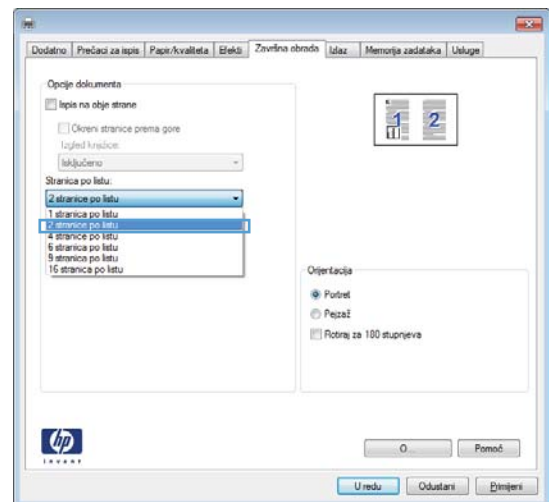 Dodatno Prečaci za ispis Papir/kvaliteta Efekti Završna obrada Izlaz Memorija zadataka Usluge
Opcije dokumenta
Ispis na obje strane
Okreni stranice prema gore
Izgled knjižice:
Isključeno
Stranica po listu:
2 stranice po listu
1 stranica po listu
2 stranice po listu
4 stranice po listu
6 stranica po listu
9 stranica po listu
16 stranica po listu
1 2
Orijentacija
Portret
Pejzaž
Rotiraj za 180 stupnjeva
hp
invent
O... Pomoć
U redu Odustani Primijeni